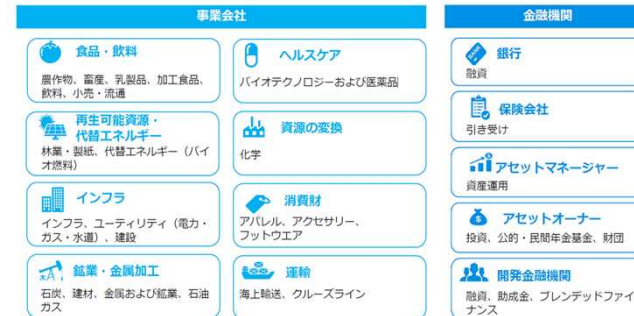 事業会社
食品・飲料
農作物、畜産、乳製品、加工食品、
飲料、小売・流通
ヘルスケア
バイオテクノロジーおよび医薬品
再生可能資源・
代替エネルギー
林業・製紙、代替エネルギー（バイ
オ燃料）
資源の変換
化学
インフラ
インフラ、ユーティリティ（電力・
ガス・水道）、建設
消費財
アパレル、アクセサリー、
フットウエア
鉱業・金属加工
石炭、建材、金属および鉱業、石油
ガス
運輸
海上輸送、クルーズライン
金融機関
BANK
銀行
融資
保険会社
引き受け
アセットマネージャー
資産運用
アセットオーナー
投資、公的・民間年金基金、財団
開発金融機関
融資、助成金、ブレンデッドファイ
ナンス